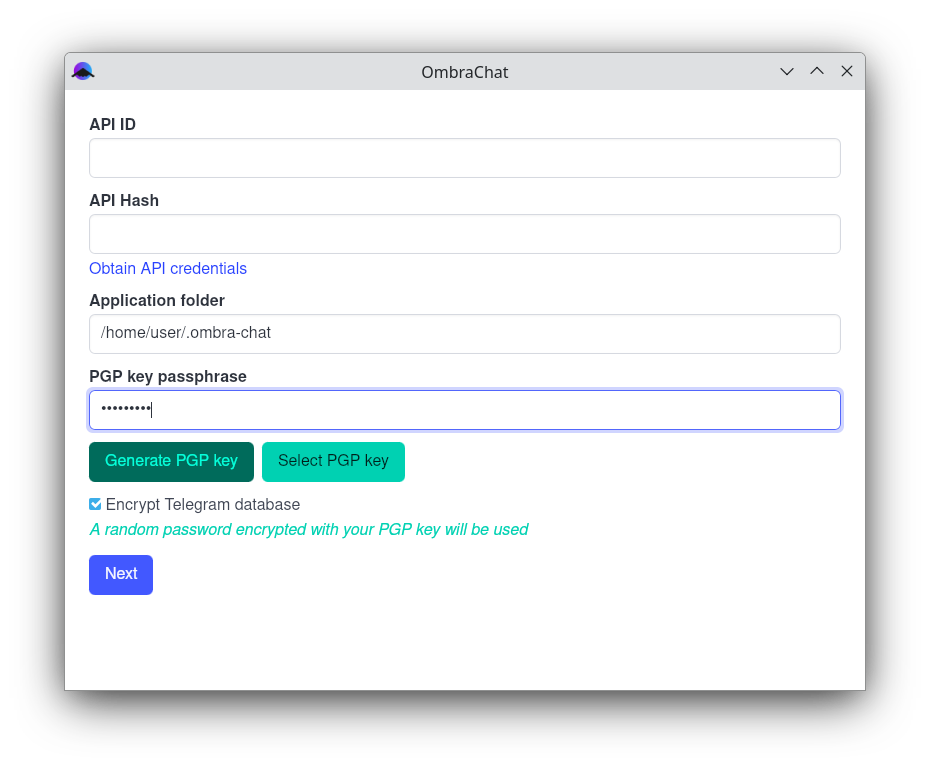 OmbraChat
API ID
API Hash
Obtain API credentials
Application folder
/home/user/.ombra-chat
PGP key passphrase
•••••••••
Generate PGP key Select PGP key
Encrypt Telegram database
A random password encrypted with your PGP key will be used
Next